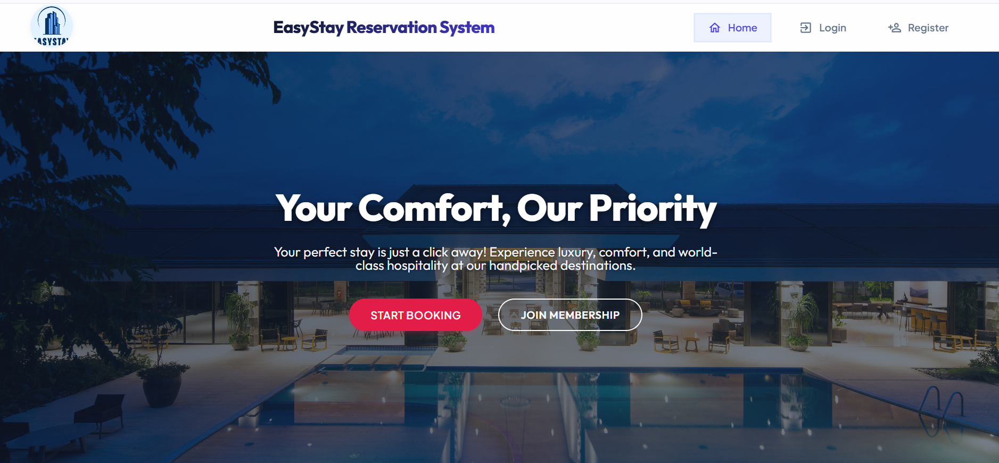 EASYSTAY
EasyStay Reservation System
Home
Login
Register
Your Comfort, Our Priority
Your perfect stay is just a click away! Experience luxury, comfort, and world-
class hospitality at our handpicked destinations.
START BOOKING
JOIN MEMBERSHIP